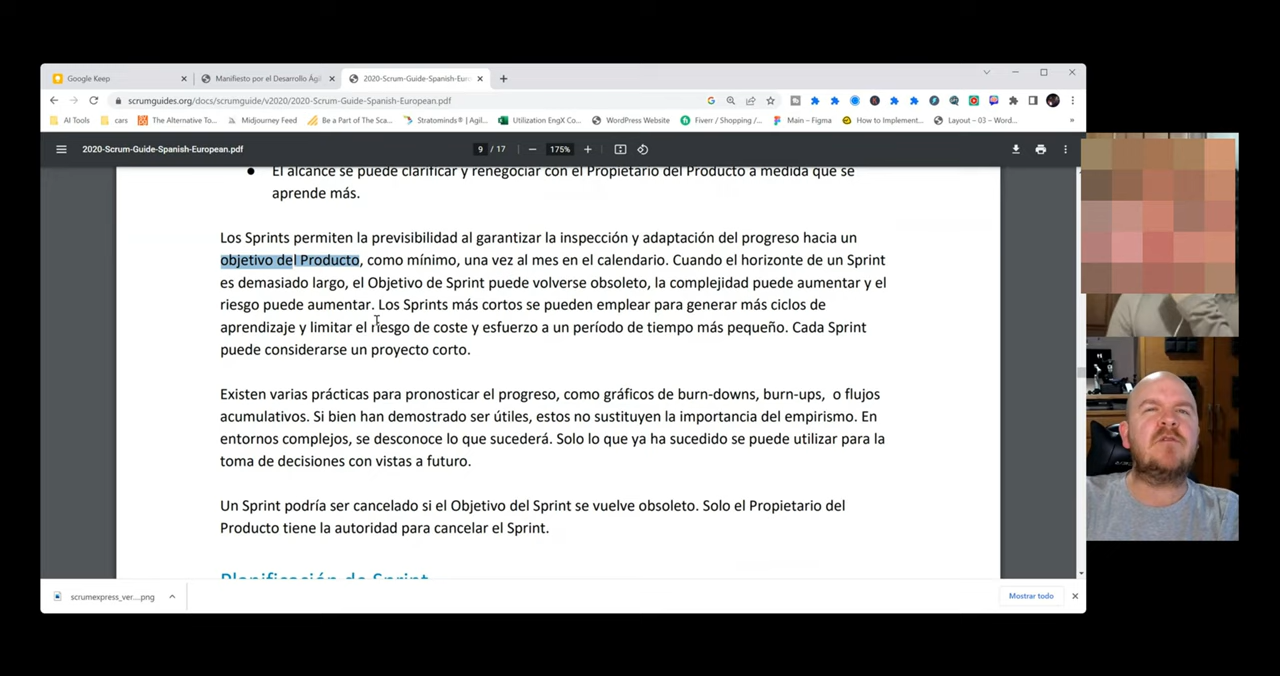 Google Keep
Manifiesto por el Desarrollo Ágil
2020-Scrum-Guide-Spanish-Euro
scrumguides.org/docs/scrumguide/v2020/2020-Scrum-Guide-Spanish-European.pdf
AI Tools cars The Alternative To... Midjourney Feed Be a Part Of The Sca... Stratominds® | Agil... Utilization EngX Co... WordPress Website Fiverr / Shopping /... Main – Figma How to Implement... Layout – 03 – Wor... »
2020-Scrum-Guide-Spanish-European.pdf 9 / 17 175%
● El alcance se puede clarificar y renegociar con el Propietario del Producto a medida que se
aprende más.
Los Sprints permiten la previsibilidad al garantizar la inspección y adaptación del progreso hacia un
objetivo del Producto, como mínimo, una vez al mes en el calendario. Cuando el horizonte de un Sprint
es demasiado largo, el Objetivo de Sprint puede volverse obsoleto, la complejidad puede aumentar y el
riesgo puede aumentar. Los Sprints más cortos se pueden emplear para generar más ciclos de
aprendizaje y limitar el riesgo de coste y esfuerzo a un período de tiempo más pequeño. Cada Sprint
puede considerarse un proyecto corto.
Existen varias prácticas para pronosticar el progreso, como gráficos de burn-downs, burn-ups, o flujos
acumulativos. Si bien han demostrado ser útiles, estos no sustituyen la importancia del empirismo. En
entornos complejos, se desconoce lo que sucederá. Solo lo que ya ha sucedido se puede utilizar para la
toma de decisiones con vistas a futuro.
Un Sprint podría ser cancelado si el Objetivo del Sprint se vuelve obsoleto. Solo el Propietario del
Producto tiene la autoridad para cancelar el Sprint.
Planificación de Sprint
scrumexpress_ver....png
Mostrar todo